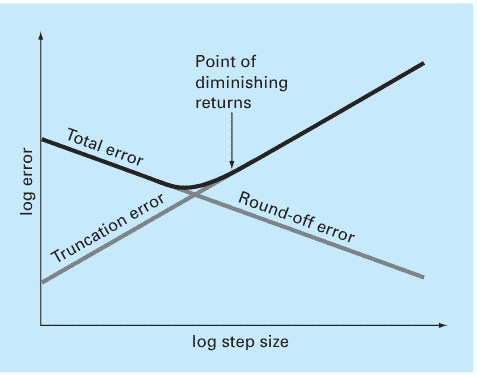 Point of
diminishing
returns
Total error
Truncation error
Round-off error
log error
log step size